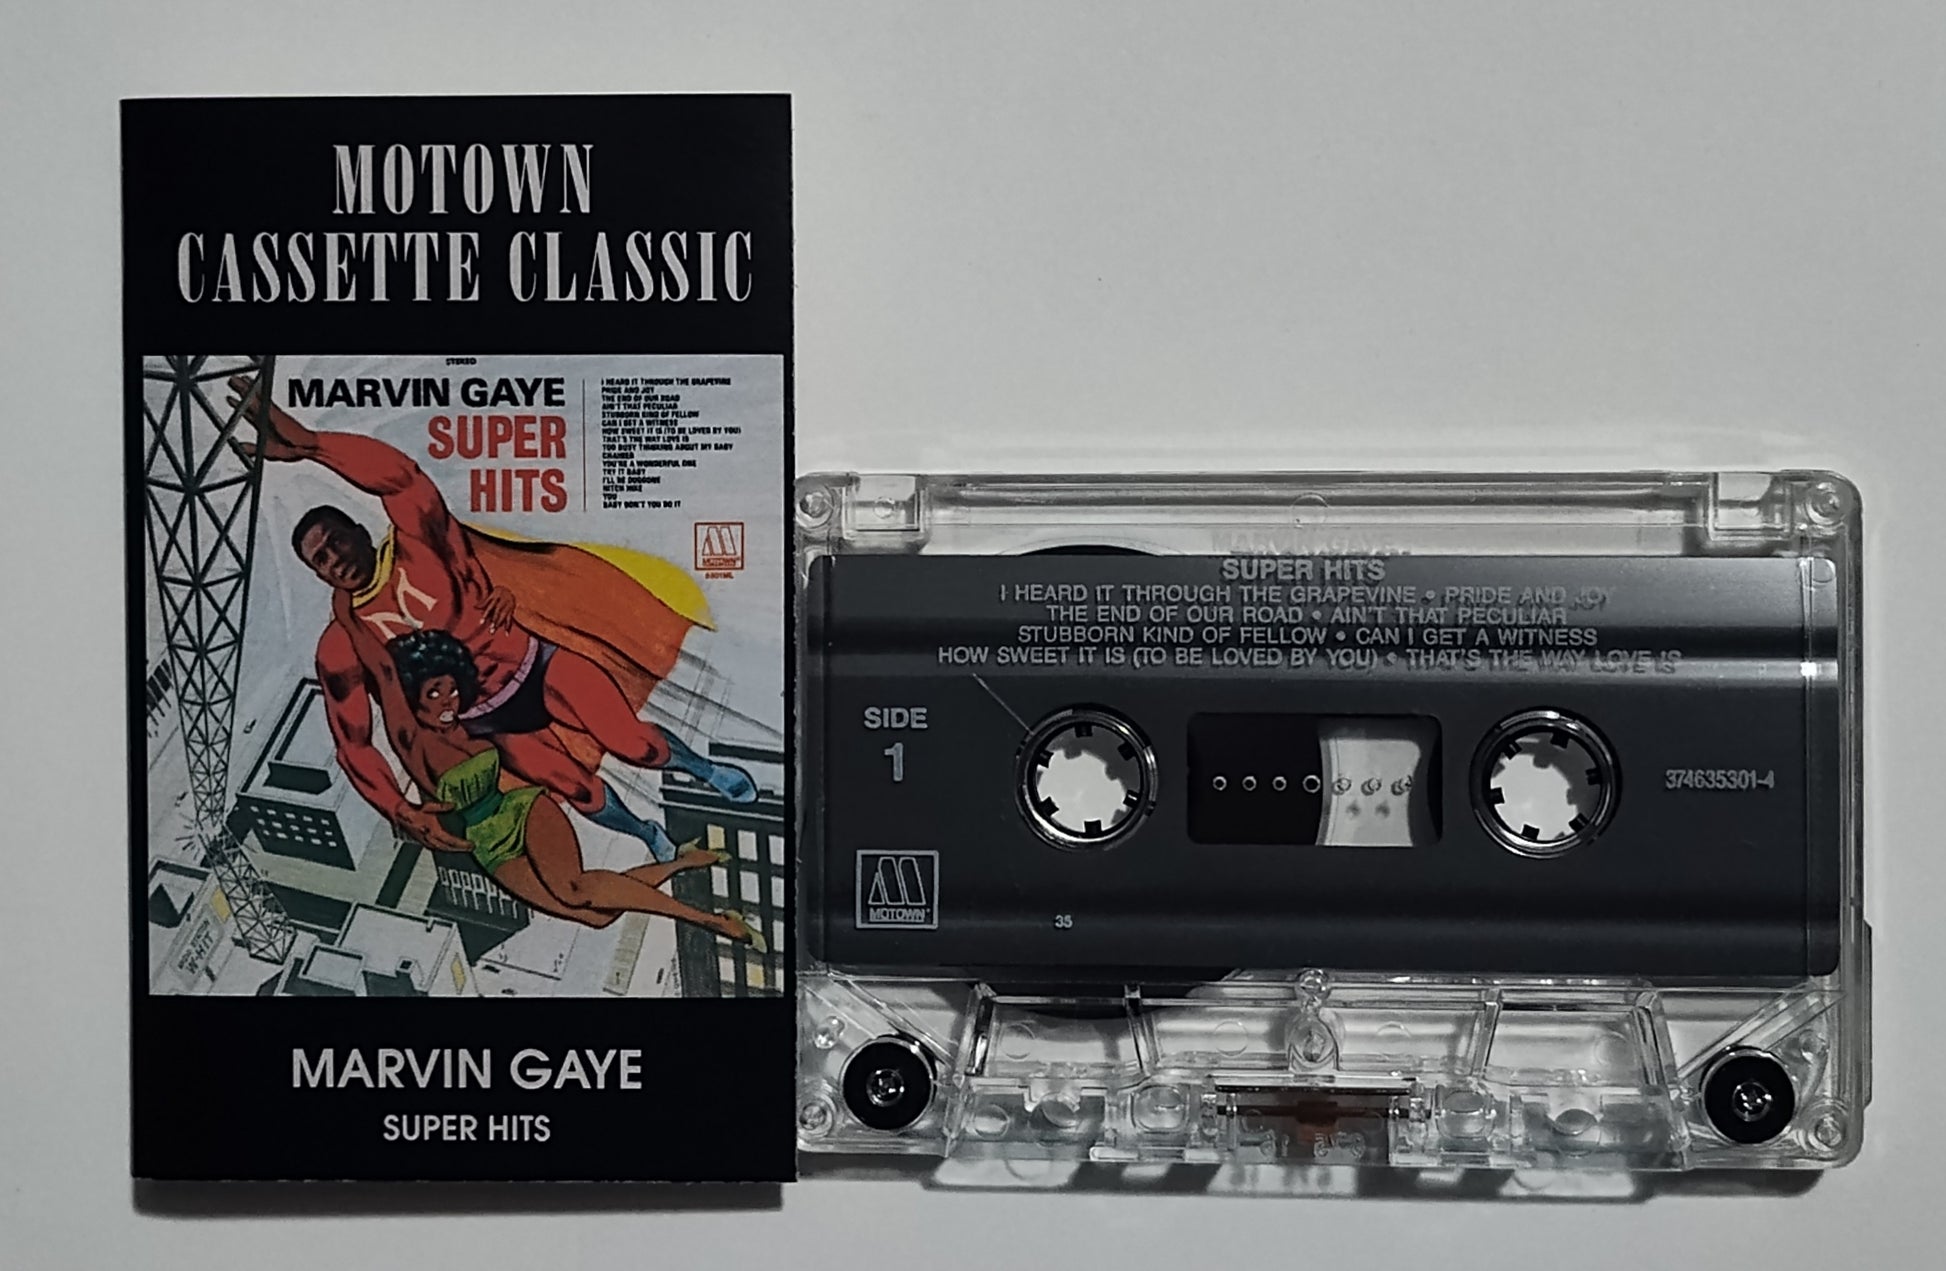 MOTOWN
CASSETTE CLASSIC
STEREO
MARVIN GAYE
SUPER
HITS
I HEARD IT THROUGH THE GRAPEVINE
PRIDE AND JOY
THE END OF OUR ROAD
AIN'T THAT PECULIAR
STUBBORN KIND OF FELLOW
CAN I GET A WITNESS
HOW SWEET IT IS (TO BE LOVED BY YOU)
THAT'S THE WAY LOVE IS
TOO BUSY THINKING ABOUT MY BABY
CHAINED
YOU'RE A WONDERFUL ONE
TRY IT BABY
I'LL BE DOGGONE
HITCH HIKE
YOU
BABY DON'T YOU DO IT
MOTOWN
M
MARVIN GAYE
SUPER HITS
MARVIN GAYE
SUPER HITS
I HEARD IT THROUGH THE GRAPEVINE • PRIDE AND JOY
THE END OF OUR ROAD • AIN'T THAT PECULIAR
STUBBORN KIND OF FELLOW • CAN I GET A WITNESS
HOW SWEET IT IS (TO BE LOVED BY YOU) • THAT'S THE WAY LOVE IS
SIDE
1
374635301-4
MOTOWN
35